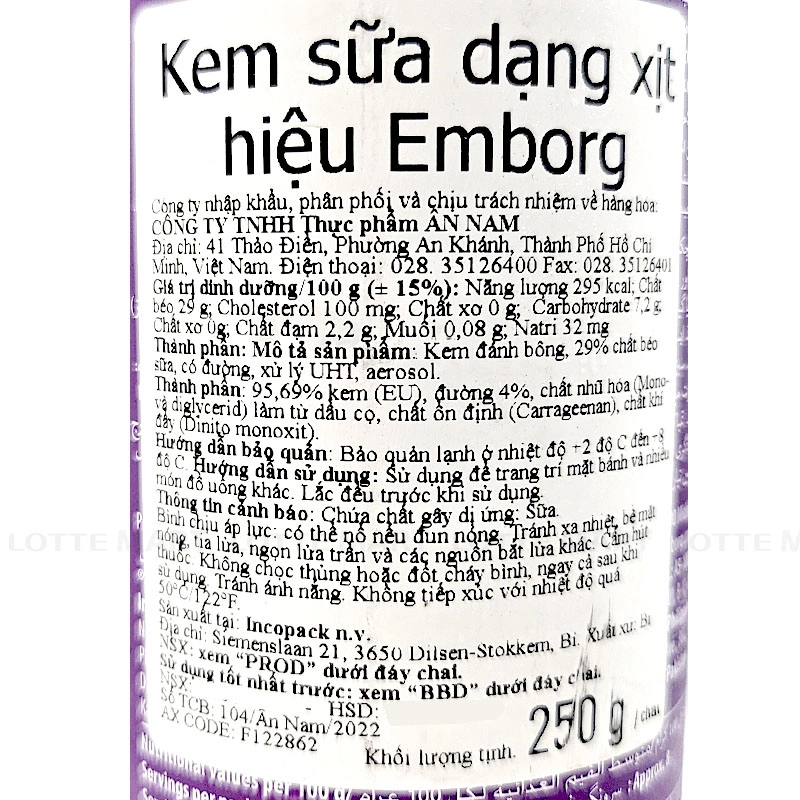 Kem sữa dạng xịt
hiệu Emborg
Công ty nhập khẩu, phân phối và chịu trách nhiệm về hàng hóa:
CÔNG TY TNHH Thực phẩm ÂN NAM
Địa chỉ: 41 Thảo Điền, Phường An Khánh, Thành Phố Hồ Chí
Minh, Việt Nam. Điện thoại: 028. 35126400 Fax: 028. 35126401
Giá trị dinh dưỡng/100 g (± 15%): Năng lượng 295 kcal; Chất
béo 29 g; Cholesterol 100 mg; Chất xơ 0 g; Carbohydrate 7,2 g;
Chất xơ 0g; Chất đạm 2,2 g; Muối 0,08 g; Natri 32 mg
Thành phần: Mô tả sản phẩm: Kem đánh bông, 29% chất béo
sữa, có đường, xử lý UHT, aerosol.
Thành phần: 95,69% kem (EU), đường 4%, chất nhũ hóa (Mono-
và diglycerid) làm từ dầu cọ, chất ổn định (Carrageenan), chất khí
đẩy (Dinito monoxit).
Hướng dẫn bảo quản: Bảo quản lạnh ở nhiệt độ +2 độ C đến +8
độ C. Hướng dẫn sử dụng: Sử dụng để trang trí mặt bánh và nhiều
món đồ uống khác. Lắc đều trước khi sử dụng.
Thông tin cảnh báo: Chứa chất gây dị ứng: Sữa.
Bình chịu áp lực: có thể nổ nếu đun nóng. Tránh xa nhiệt, bề mặt
nóng, tia lửa, ngọn lửa trần và các nguồn bắt lửa khác. Cấm hút
thuốc. Không chọc thủng hoặc đốt cháy bình, ngay cả sau khi
sử dụng. Tránh ánh nắng. Không tiếp xúc với nhiệt độ quá
50°C/122°F.
Sản xuất tại: Incopack n.v.
Địa chỉ: Siemenslaan 21, 3650 Dilsen-Stokkem, Bỉ. Xuất xứ: Bỉ
NSX: xem “PROD” dưới đáy chai.
Sử dụng tốt nhất trước: xem “BBD” dưới đáy chai.
NSX: - HSD:
Số TCB: 104/Ân Nam/2022
AX CODE: F122862
Khối lượng tịnh. 250 g / chai
LOTTE
Nutritional values per 100 g/
Servings per
Approx.